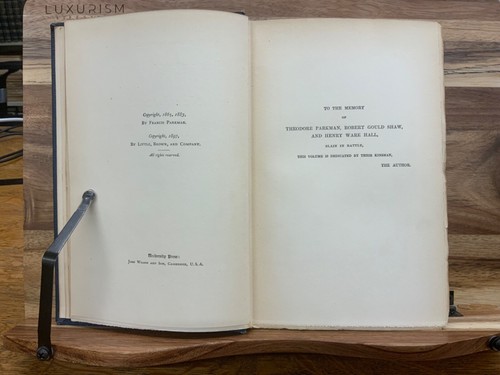 LUXURISM
Copyright, 1865, 1885,
BY FRANCIS PARKMAN.
Copyright, 1897,
BY LITTLE, BROWN, AND COMPANY.
All rights reserved.
University Press:
JOHN WILSON AND SON, CAMBRIDGE, U. S. A.
TO THE MEMORY
OF
THEODORE PARKMAN, ROBERT GOULD SHAW,
AND HENRY WARE HALL,
SLAIN IN BATTLE,
THIS VOLUME IS DEDICATED BY THEIR KINSMAN,
THE AUTHOR.